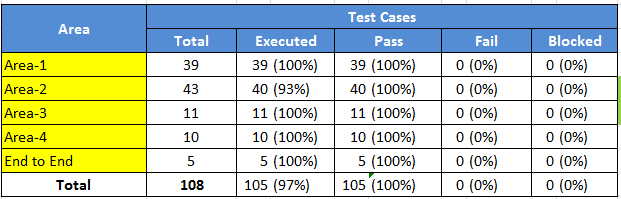 Area Test Cases
Total Executed Pass Fail Blocked
Area-1 39 39 (100%) 39 (100%) 0 (0%) 0 (0%)
Area-2 43 40 (93%) 40 (100%) 0 (0%) 0 (0%)
Area-3 11 11 (100%) 11 (100%) 0 (0%) 0 (0%)
Area-4 10 10 (100%) 10 (100%) 0 (0%) 0 (0%)
End to End 5 5 (100%) 5 (100%) 0 (0%) 0 (0%)
Total 108 105 (97%) 105 (100%) 0 (0%) 0 (0%)